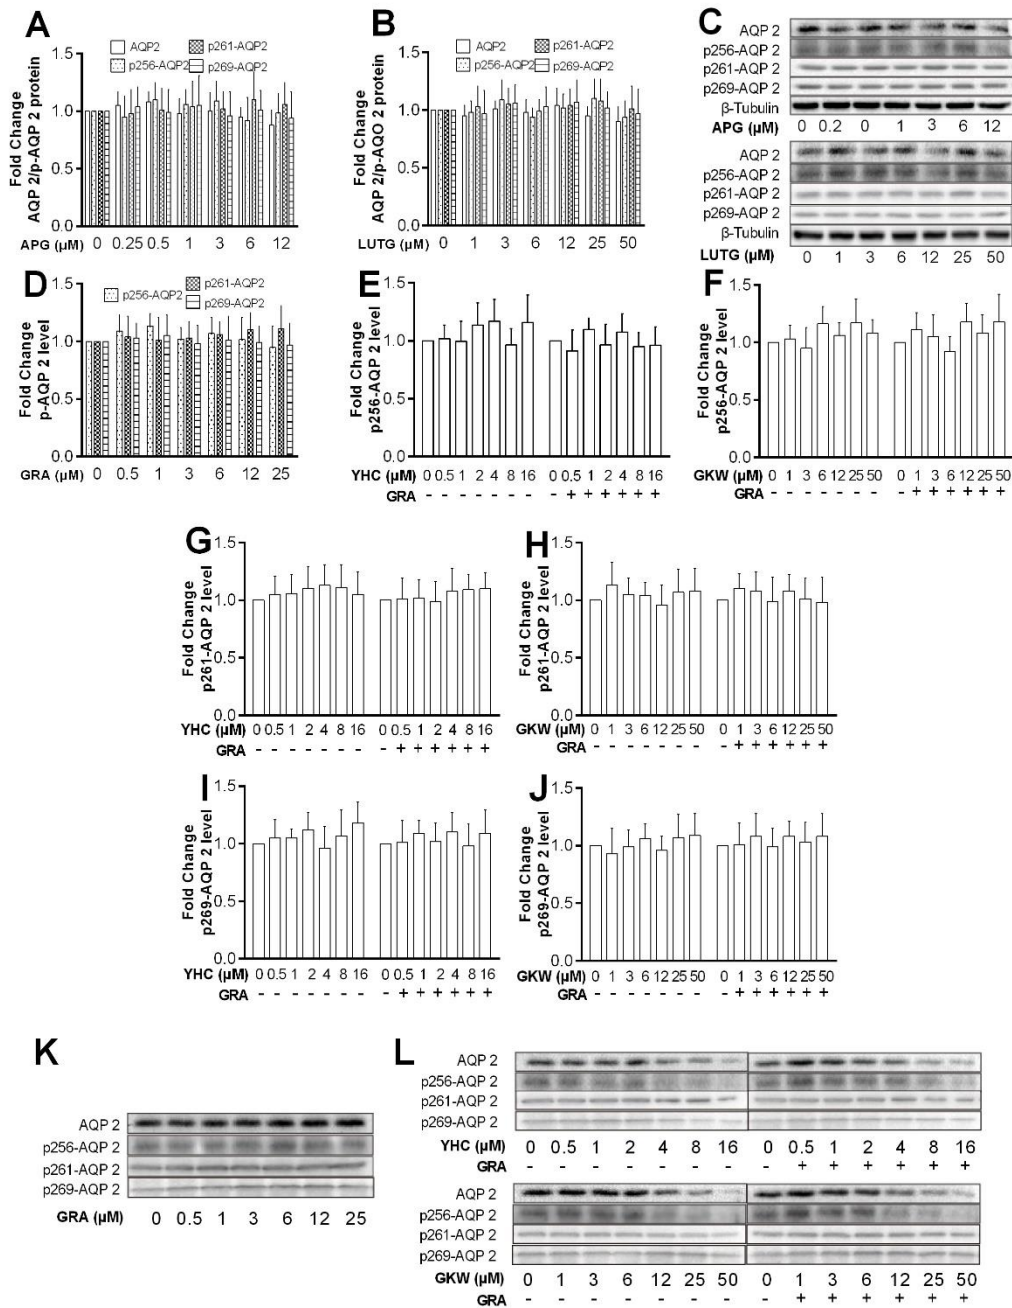 A
AQP2 p261-AQP2
p256-AQP2 p269-AQP2
Fold Change
AQP 2/p-AQP 2 protein
1.5
1.0
0.5
0.0
APG (µM) 0 0.25 0.5 1 3 6 12
B
AQP2 p261-AQP2
p256-AQP2 p269-AQP2
Fold Change
AQP 2/p-AQO 2 protein
1.5
1.0
0.5
0.0
LUTG (µM) 0 1 3 6 12 25 50
C
AQP 2
p256-AQP 2
p261-AQP 2
p269-AQP 2
β-Tubulin
APG (µM) 0 0.2 0 1 3 6 12
AQP 2
p256-AQP 2
p261-AQP 2
p269-AQP 2
β-Tubulin
LUTG (µM) 0 1 3 6 12 25 50
D
p261-AQP2
p256-AQP2
p269-AQP2
Fold Change
p-AQP 2 level
1.5
1.0
0.5
0.0
GRA (µM) 0 0.5 1 3 6 12 25
E
Fold Change
p256-AQP 2 level
1.5
1.0
0.5
0.0
YHC (µM) 0 0.5 1 2 4 8 16 0 0.5 1 2 4 8 16
GRA - - - - - - - - + + + + + +
F
Fold Change
p256-AQP 2 level
1.5
1.0
0.5
0.0
GKW (µM) 0 1 3 6 12 25 50 0 1 3 6 12 25 50
GRA - - - - - - - - + + + + + +
G
Fold Change
p261-AQP 2 level
1.5
1.0
0.5
0.0
YHC (µM) 0 0.5 1 2 4 8 16 0 0.5 1 2 4 8 16
GRA - - - - - - - - + + + + + +
H
Fold Change
p261-AQP 2 level
1.5
1.0
0.5
0.0
GKW (µM) 0 1 3 6 12 25 50 0 1 3 6 12 25 50
GRA - - - - - - - - + + + + + +
I
Fold Change
p269-AQP 2 level
1.5
1.0
0.5
0.0
YHC (µM) 0 0.5 1 2 4 8 16 0 0.5 1 2 4 8 16
GRA - - - - - - - - + + + + + +
J
Fold Change
p269-AQP 2 level
1.5
1.0
0.5
0.0
GKW (µM) 0 1 3 6 12 25 50 0 1 3 6 12 25 50
GRA - - - - - - - - + + + + + +
K
AQP 2
p256-AQP 2
p261-AQP 2
p269-AQP 2
GRA (µM) 0 0.5 1 3 6 12 25
L
AQP 2
p256-AQP 2
p261-AQP 2
p269-AQP 2
YHC (µM) 0 0.5 1 2 4 8 16 0 0.5 1 2 4 8 16
GRA - - - - - - - - + + + + + +
AQP 2
p256-AQP 2
p261-AQP 2
p269-AQP 2
GKW (µM) 0 1 3 6 12 25 50 0 1 3 6 12 25 50
GRA - - - - - - - - + + + + + +